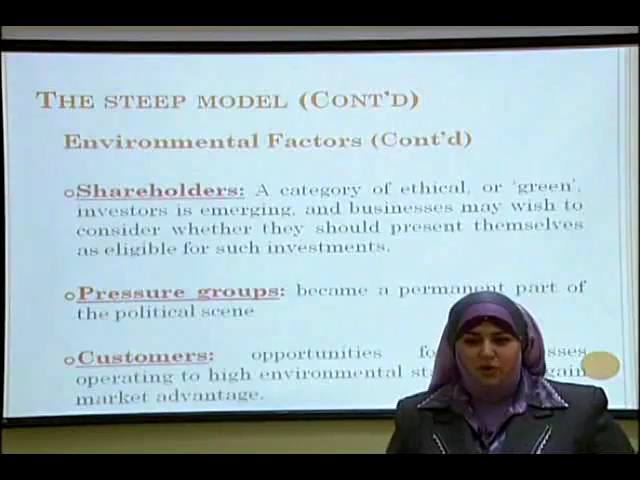 THE STEEP MODEL (CONT'D)
Environmental Factors (Cont'd)
Shareholders: A category of ethical, or 'green',
investors is emerging, and businesses may wish to
consider whether they should present themselves
as eligible for such investments.
Pressure groups: became a permanent part of
the political scene
Customers: opportunities
operating to high environmental gain
market advantage.